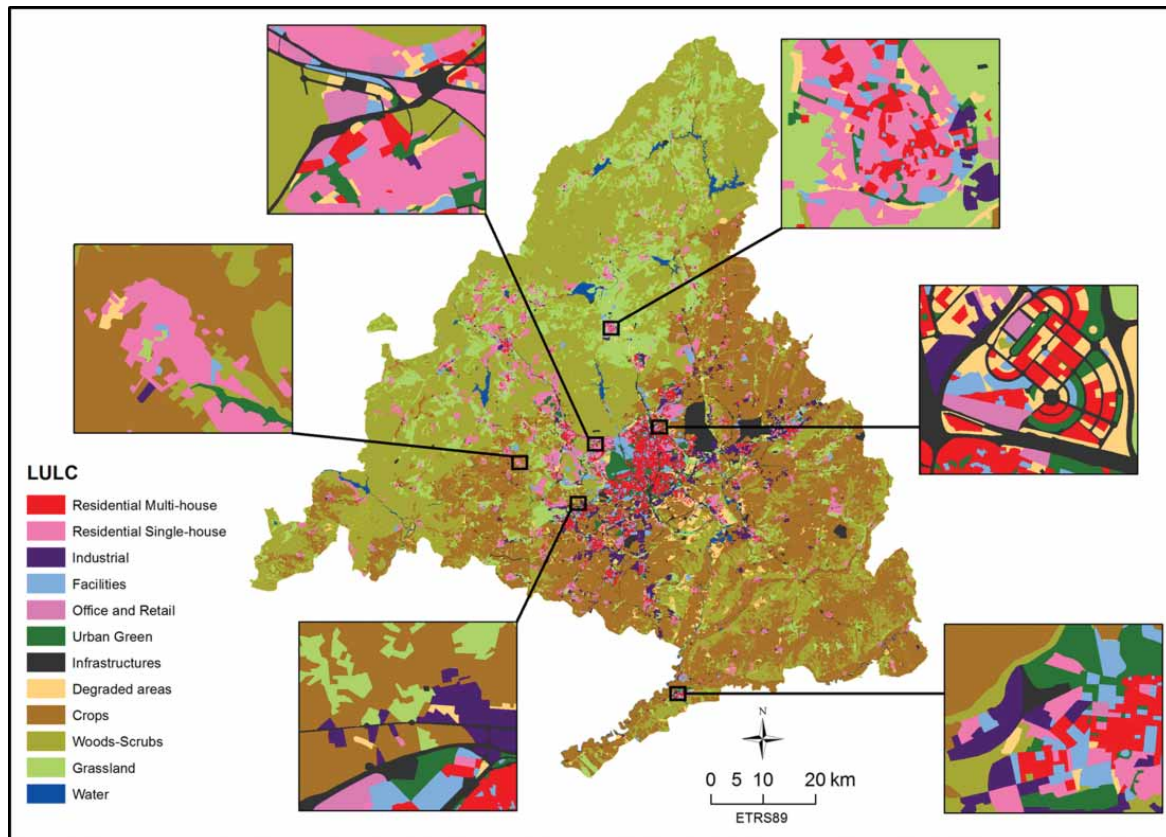 LULC
Residential Multi-house
Residential Single-house
Industrial
Facilities
Office and Retail
Urban Green
Infrastructures
Degraded areas
Crops
Woods-Scrubs
Grassland
Water
N
0 5 10 20 km
ETRS89